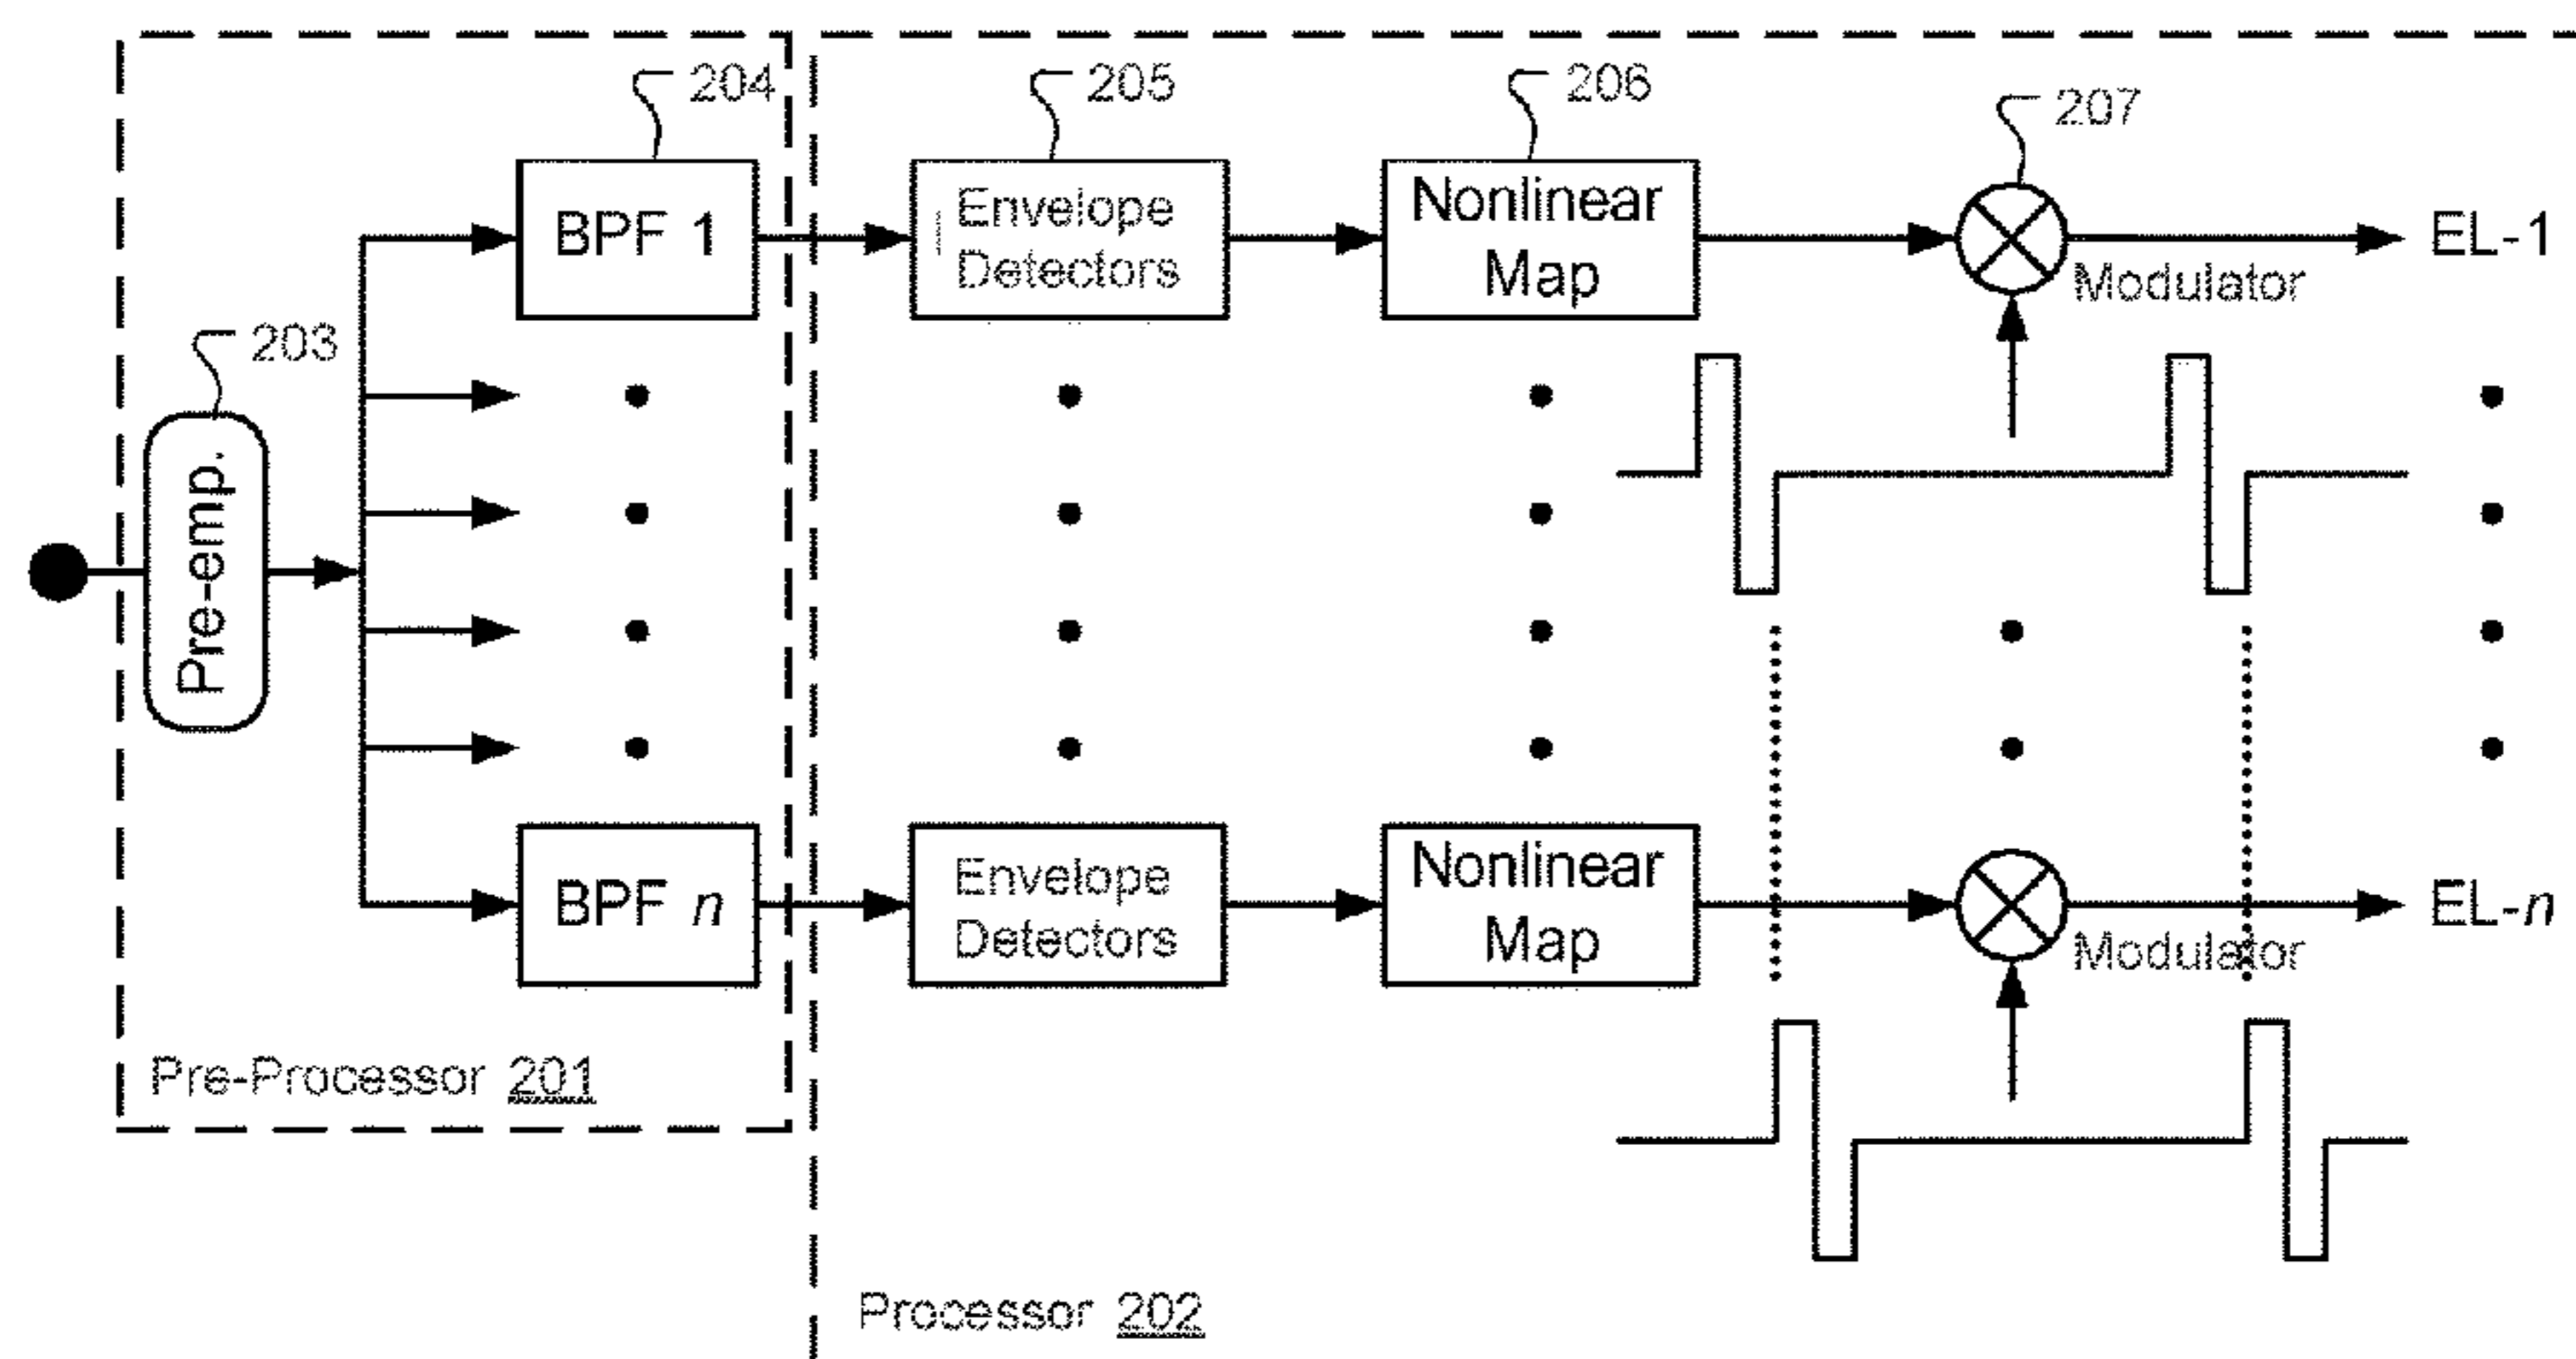 204
205
206
207
BPF 1
Envelope
Detectors
Nonlinear
Map
Modulator
EL-1
203
Pre-emp.
BPF n
Envelope
Detectors
Nonlinear
Map
Modulator
EL-n
Pre-Processor 201
Processor 202